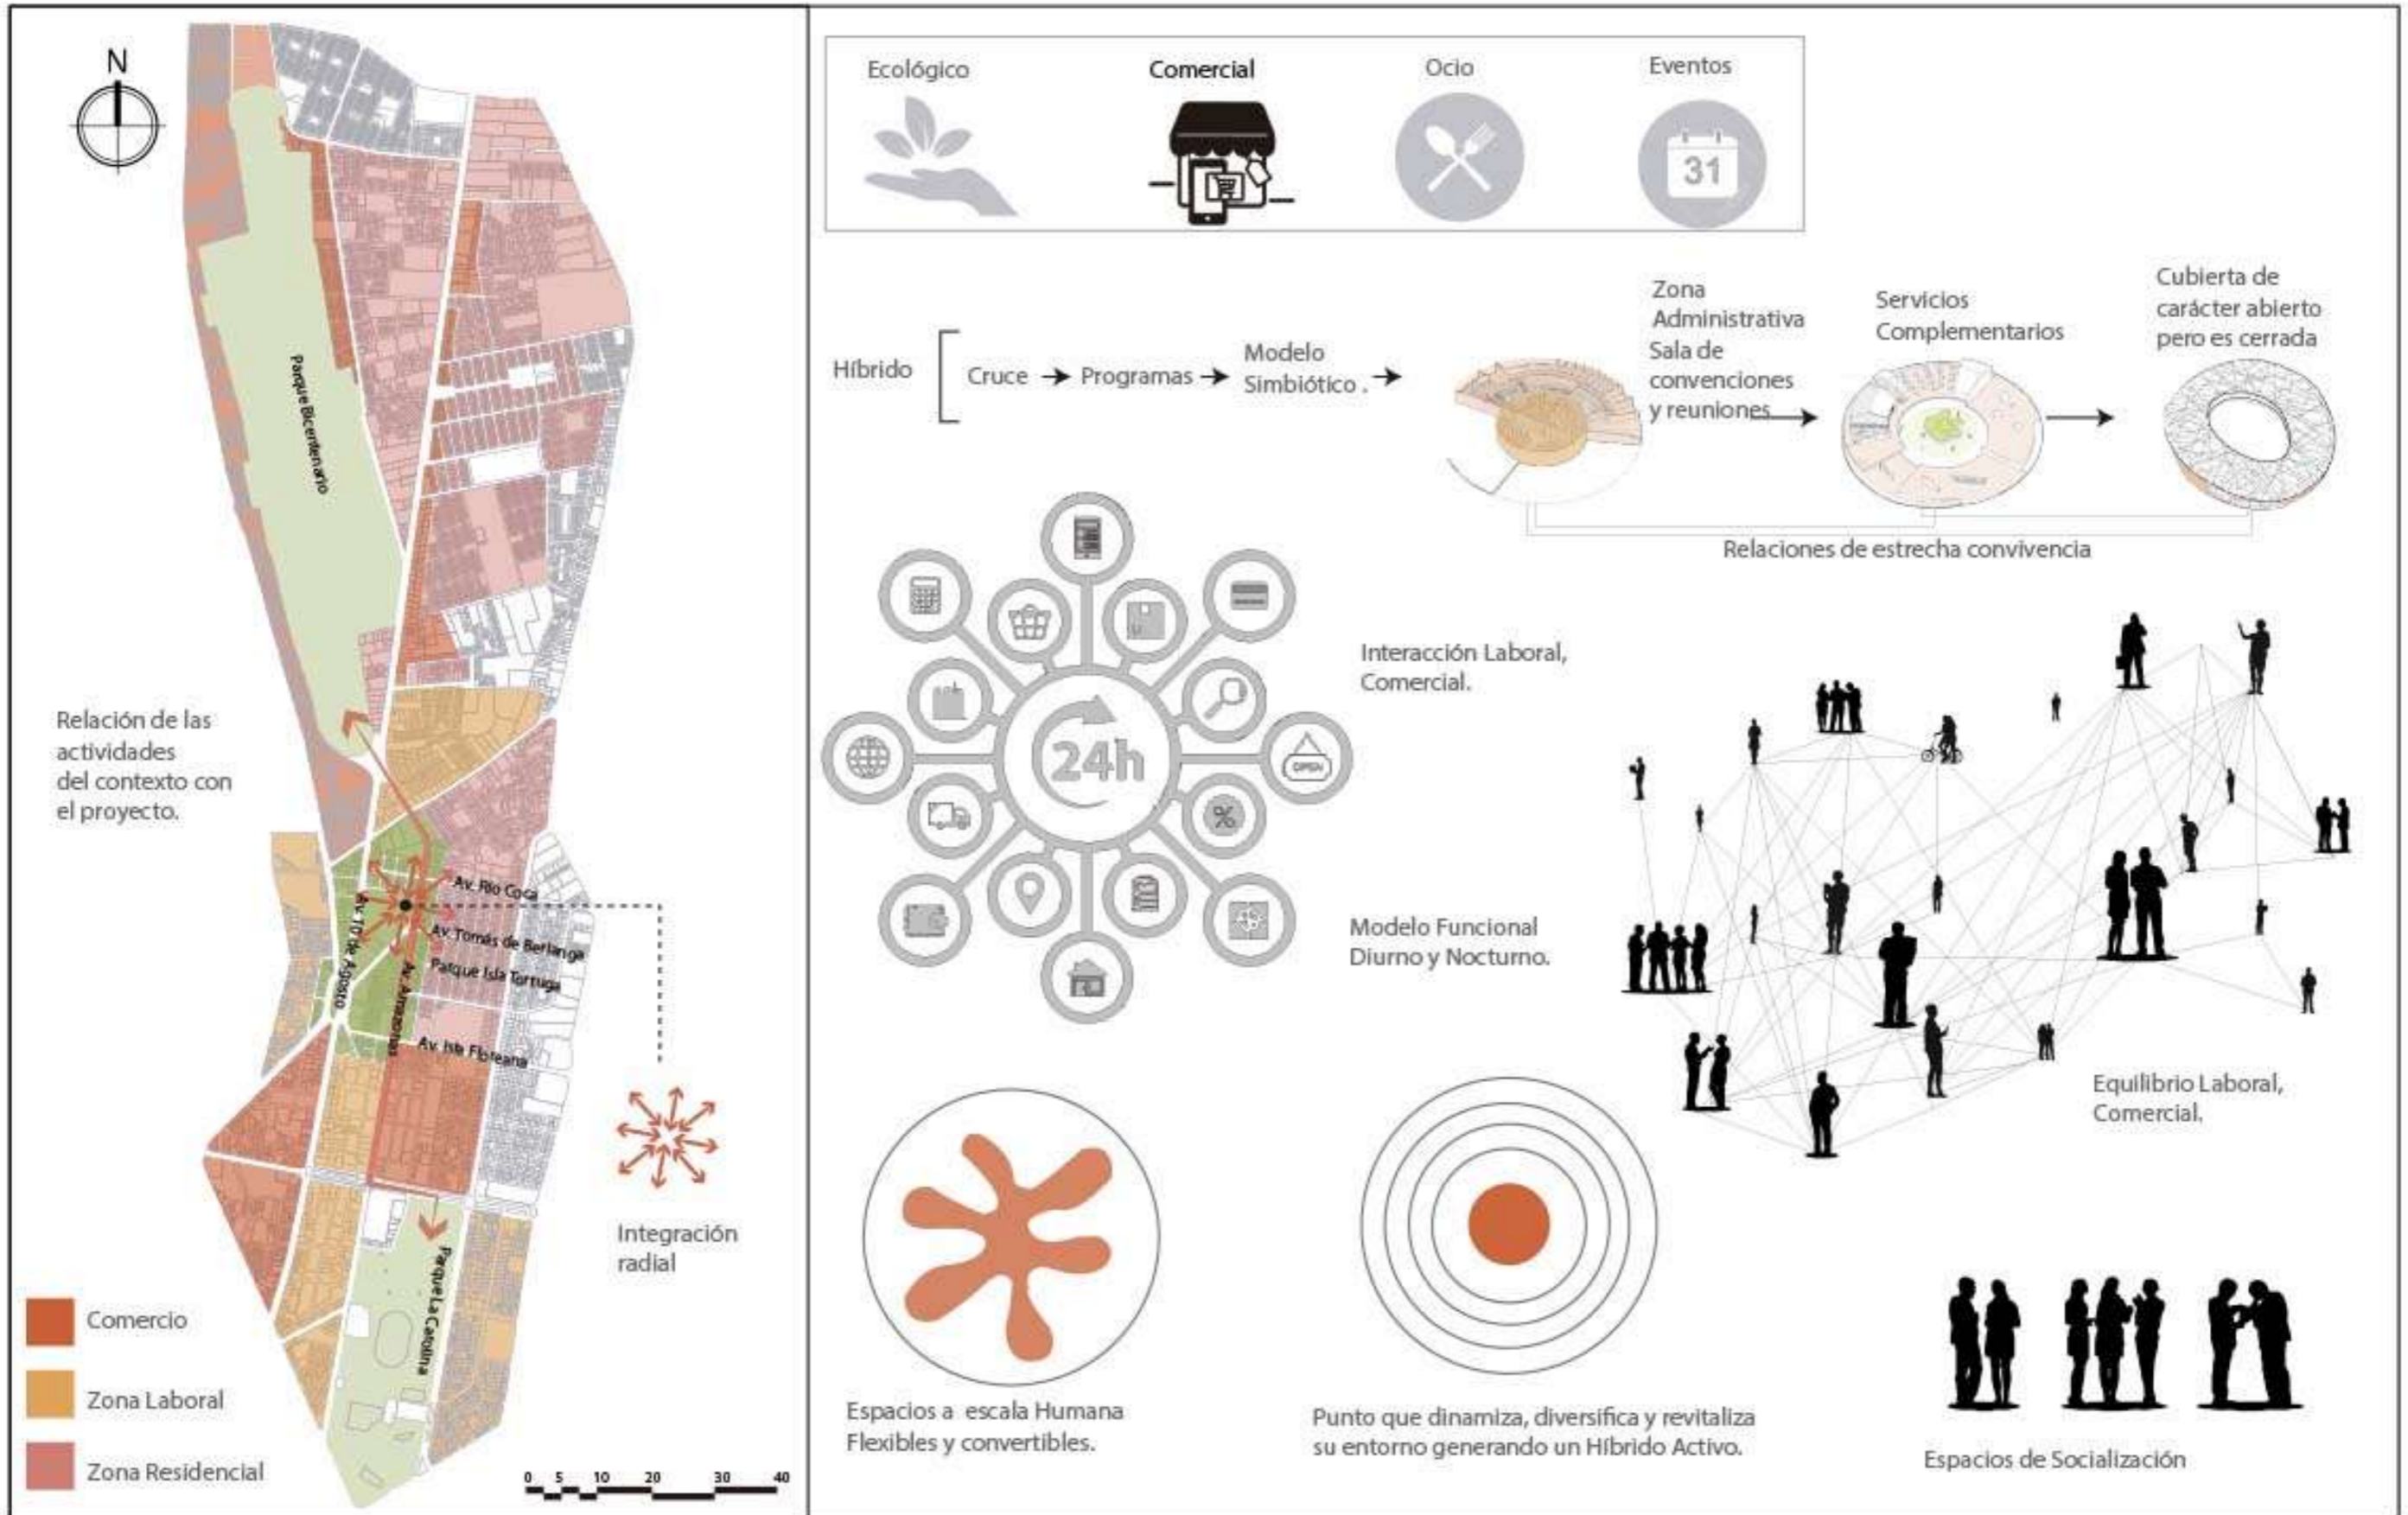 N
Parque Bicentenario
Relación de las
actividades
del contexto con
el proyecto.
Av. Río Coca
Av. 10 de Agosto
Av. Tomás de Berlanga
Parque Isla Tortuga
Av. Amazonas
Av. Isla Floreana
Integración
radial
Parque La Carolina
Comercio
Zona Laboral
Zona Residencial
0 5 10 20 30 40
Ecológico
Comercial
Ocio
Eventos
31
Híbrido
Cruce
Programas
Modelo
Simbiótico .
Zona
Administrativa
Sala de
convenciones
y reuniones
Servicios
Complementarios
Cubierta de
carácter abierto
pero es cerrada
Relaciones de estrecha convivencia
24h
OPEN
%
Interacción Laboral,
Comercial.
Modelo Funcional
Diurno y Nocturno.
Equilibrio Laboral,
Comercial.
Espacios a escala Humana
Flexibles y convertibles.
Punto que dinamiza, diversifica y revitaliza
su entorno generando un Híbrido Activo.
Espacios de Socialización